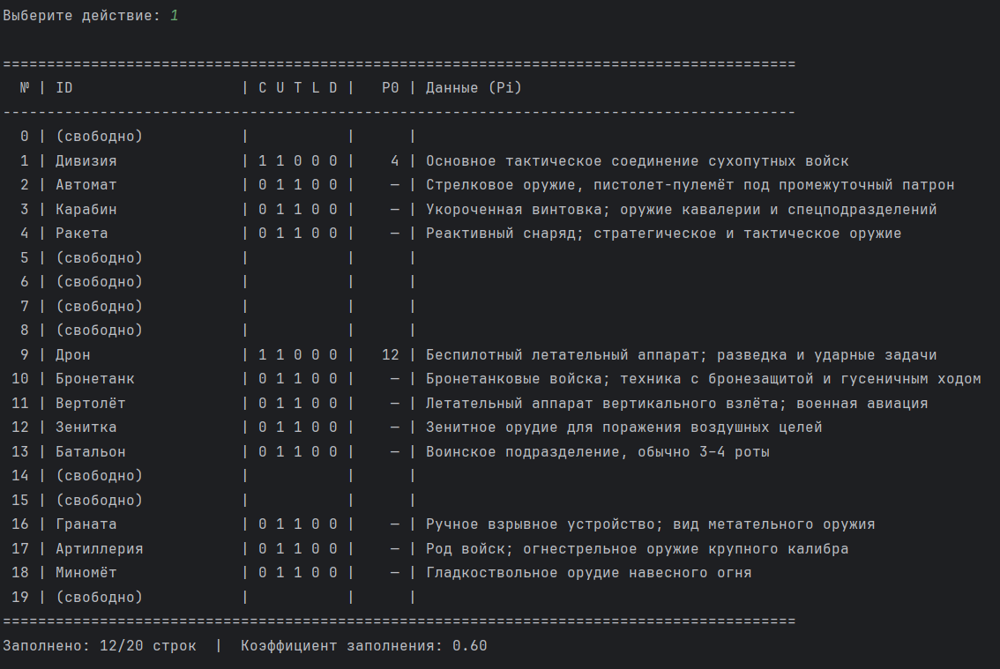 Выберите действие: 1
==========================================================================================
№ | ID | C U T L D | P0 | Данные (Pi)
------------------------------------------------------------------------------------------
0 | (свободно) | | |
1 | Дивизия | 1 1 0 0 0 | 4 | Основное тактическое соединение сухопутных войск
2 | Автомат | 0 1 1 0 0 | — | Стрелковое оружие, пистолет-пулемёт под промежуточный патрон
3 | Карабин | 0 1 1 0 0 | — | Укороченная винтовка; оружие кавалерии и спецподразделений
4 | Ракета | 0 1 1 0 0 | — | Реактивный снаряд; стратегическое и тактическое оружие
5 | (свободно) | | |
6 | (свободно) | | |
7 | (свободно) | | |
8 | (свободно) | | |
9 | Дрон | 1 1 0 0 0 | 12 | Беспилотный летательный аппарат; разведка и ударные задачи
10 | Бронетанк | 0 1 1 0 0 | — | Бронетанковые войска; техника с бронезащитой и гусеничным ходом
11 | Вертолёт | 0 1 1 0 0 | — | Летательный аппарат вертикального взлёта; военная авиация
12 | Зенитка | 0 1 1 0 0 | — | Зенитное орудие для поражения воздушных целей
13 | Батальон | 0 1 1 0 0 | — | Воинское подразделение, обычно 3–4 роты
14 | (свободно) | | |
15 | (свободно) | | |
16 | Граната | 0 1 1 0 0 | — | Ручное взрывное устройство; вид метательного оружия
17 | Артиллерия | 0 1 1 0 0 | — | Род войск; огнестрельное оружие крупного калибра
18 | Миномёт | 0 1 1 0 0 | — | Гладкоствольное орудие навесного огня
19 | (свободно) | | |
==========================================================================================
Заполнено: 12/20 строк | Коэффициент заполнения: 0.60